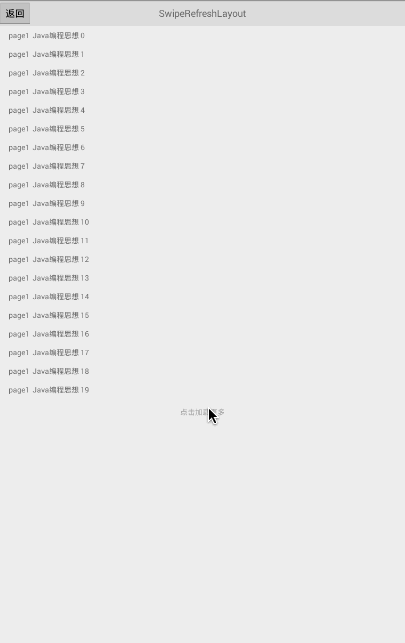 返回 SwipeRefreshLayout
page1 Java编程思想 0
page1 Java编程思想 1
page1 Java编程思想 2
page1 Java编程思想 3
page1 Java编程思想 4
page1 Java编程思想 5
page1 Java编程思想 6
page1 Java编程思想 7
page1 Java编程思想 8
page1 Java编程思想 9
page1 Java编程思想 10
page1 Java编程思想 11
page1 Java编程思想 12
page1 Java编程思想 13
page1 Java编程思想 14
page1 Java编程思想 15
page1 Java编程思想 16
page1 Java编程思想 17
page1 Java编程思想 18
page1 Java编程思想 19
点击加载更多